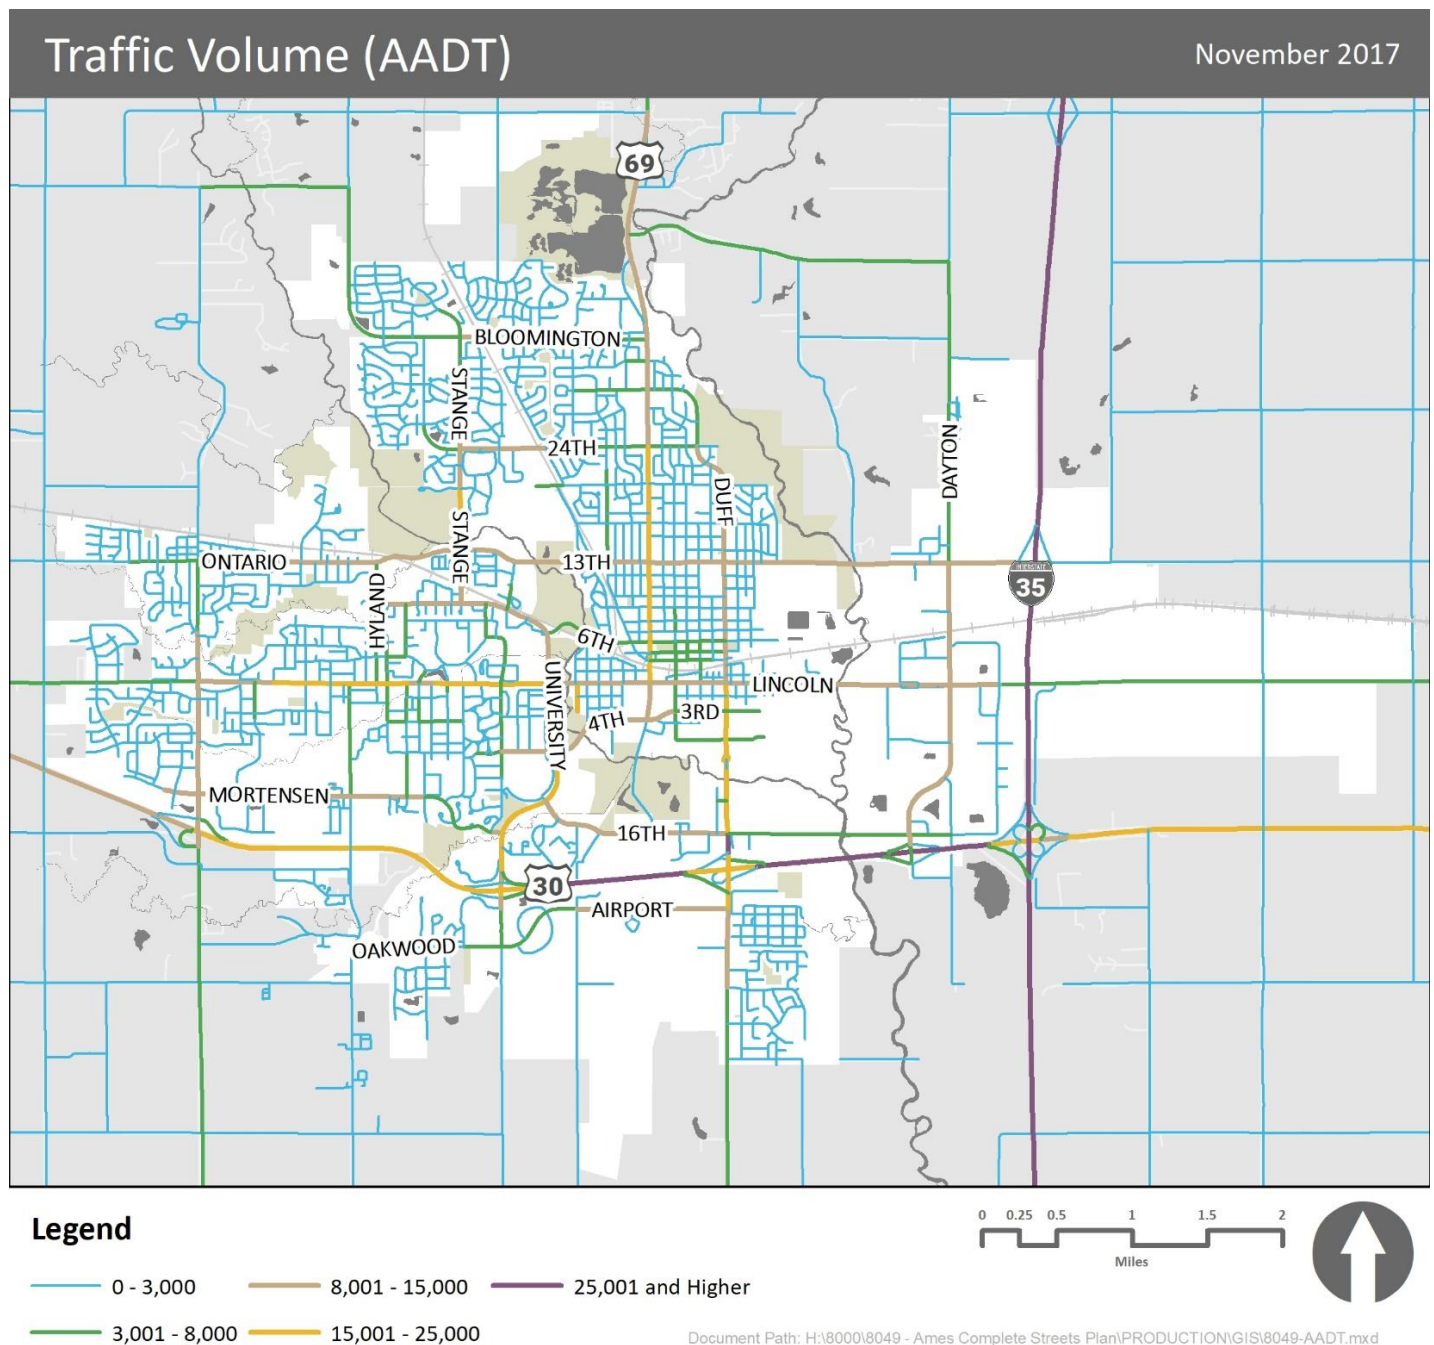 Traffic Volume (AADT)
November 2017
69
BLOOMINGTON
STANGE
24TH
DAYTON
DUFF
STANGE
ONTARIO
13TH
INTERSTATE
35
HYLAND
6TH
UNIVERSITY
LINCOLN
4TH
3RD
MORTENSEN
16TH
30
AIRPORT
OAKWOOD
Legend
0 0.25 0.5 1 1.5 2
Miles
0 - 3,000
8,001 - 15,000
25,001 and Higher
3,001 - 8,000
15,001 - 25,000
Document Path: H:\8000\8049 - Ames Complete Streets Plan\PRODUCTION\GIS\8049-AADT.mxd